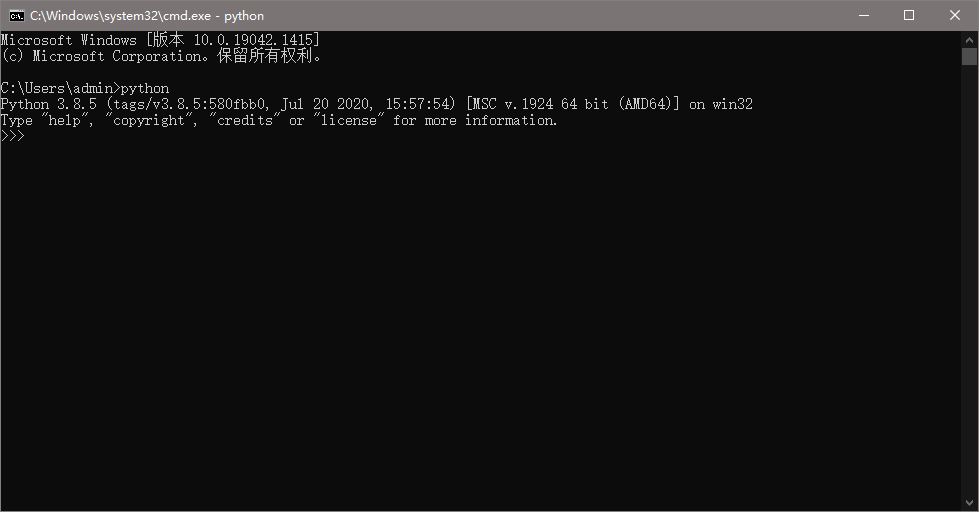 C:\Windows\system32\cmd.exe - python
Microsoft Windows [版本 10.0.19042.1415]
(c) Microsoft Corporation。保留所有权利。
C:\Users\admin>python
Python 3.8.5 (tags/v3.8.5:580fbb0, Jul 20 2020, 15:57:54) [MSC v.1924 64 bit (AMD64)] on win32
Type "help", "copyright", "credits" or "license" for more information.
>>>